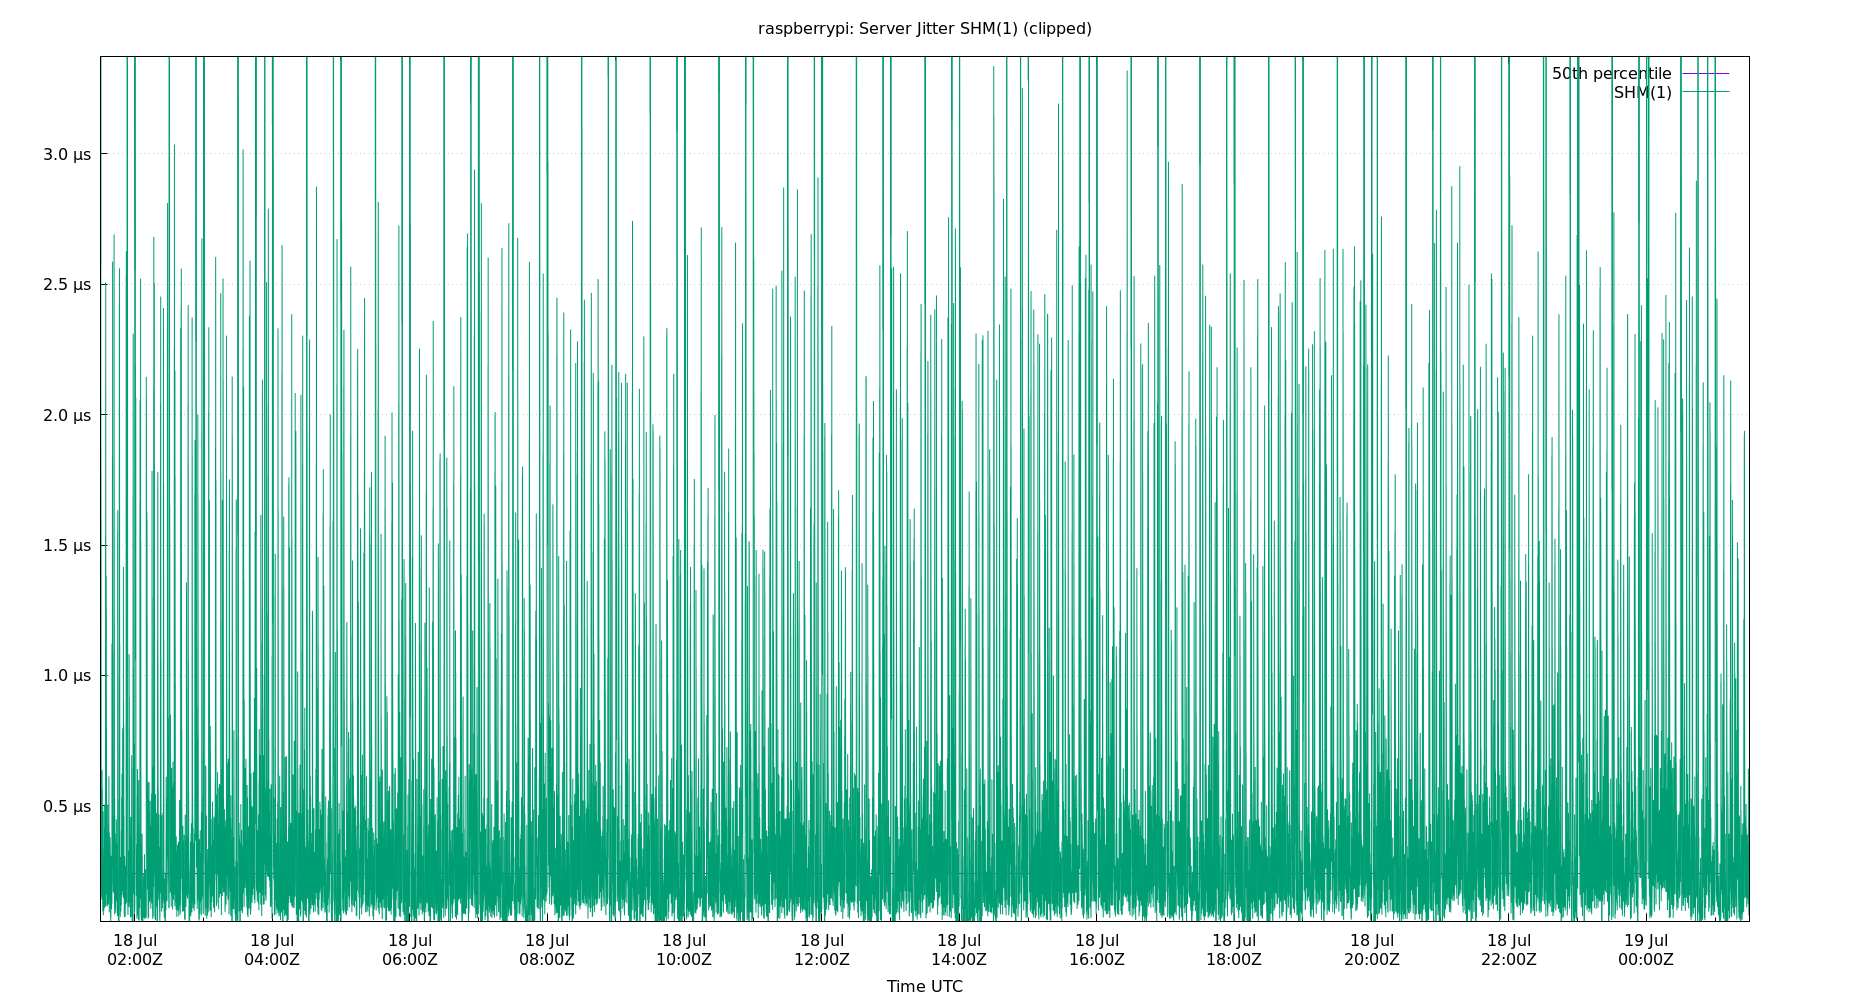 raspberrypi: Server Jitter SHM(1) (clipped)
50th percentile
SHM(1)
3.0 µs
2.5 µs
2.0 µs
1.5 µs
1.0 µs
0.5 µs
18 Jul 18 Jul 18 Jul 18 Jul 18 Jul 18 Jul 18 Jul 18 Jul 18 Jul 18 Jul 18 Jul 19 Jul
02:00Z 04:00Z 06:00Z 08:00Z 10:00Z 12:00Z 14:00Z 16:00Z 18:00Z 20:00Z 22:00Z 00:00Z
Time UTC